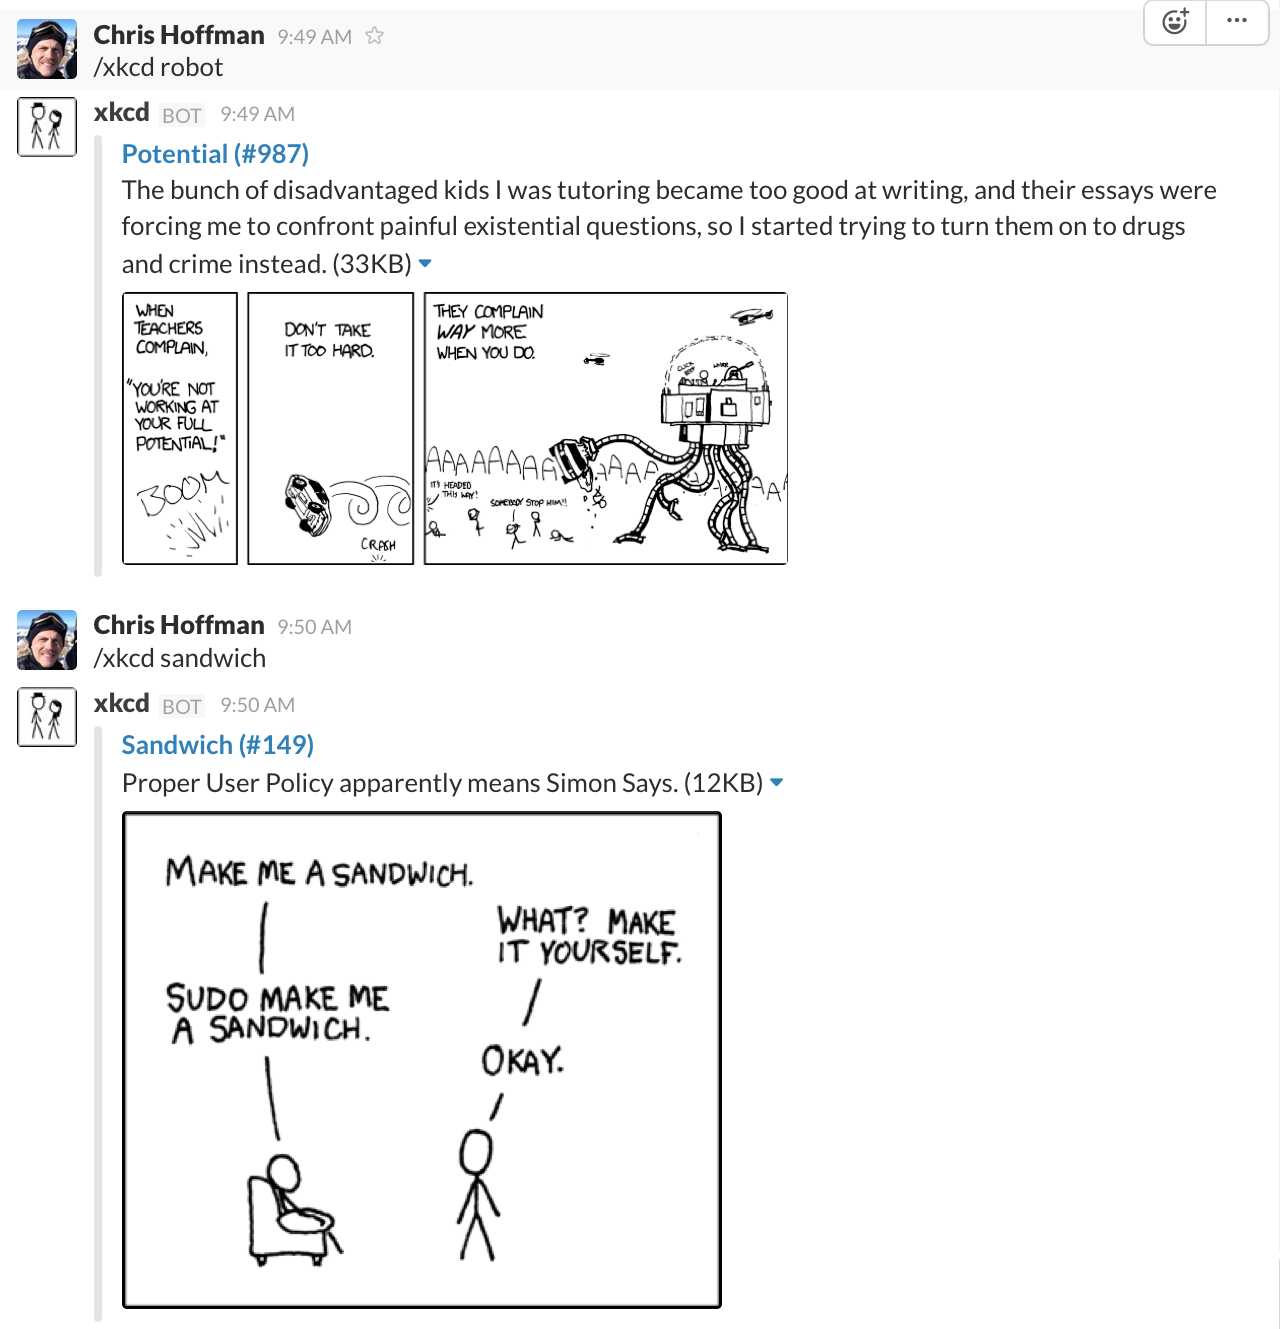 Chris Hoffman 9:49 AM
/xkcd robot
xkcd BOT 9:49 AM
Potential (#987)
The bunch of disadvantaged kids I was tutoring became too good at writing, and their essays were
forcing me to confront painful existential questions, so I started trying to turn them on to drugs
and crime instead. (33KB)
WHEN
TEACHERS
COMPLAIN,
"YOU'RE NOT
WORKING AT
YOUR FULL
POTENTIAL!"
BOOM
DON'T TAKE
IT TOO HARD.
CRASH
THEY COMPLAIN
WAY MORE
WHEN YOU DO.
AAAAAAAA
AAAP
AA
IT'S HEADED
THIS WAY!
SOMEBODY STOP HIM!!
Chris Hoffman 9:50 AM
/xkcd sandwich
xkcd BOT 9:50 AM
Sandwich (#149)
Proper User Policy apparently means Simon Says. (12KB)
MAKE ME A SANDWICH.
WHAT? MAKE
IT YOURSELF.
SUDO MAKE ME
A SANDWICH.
OKAY.